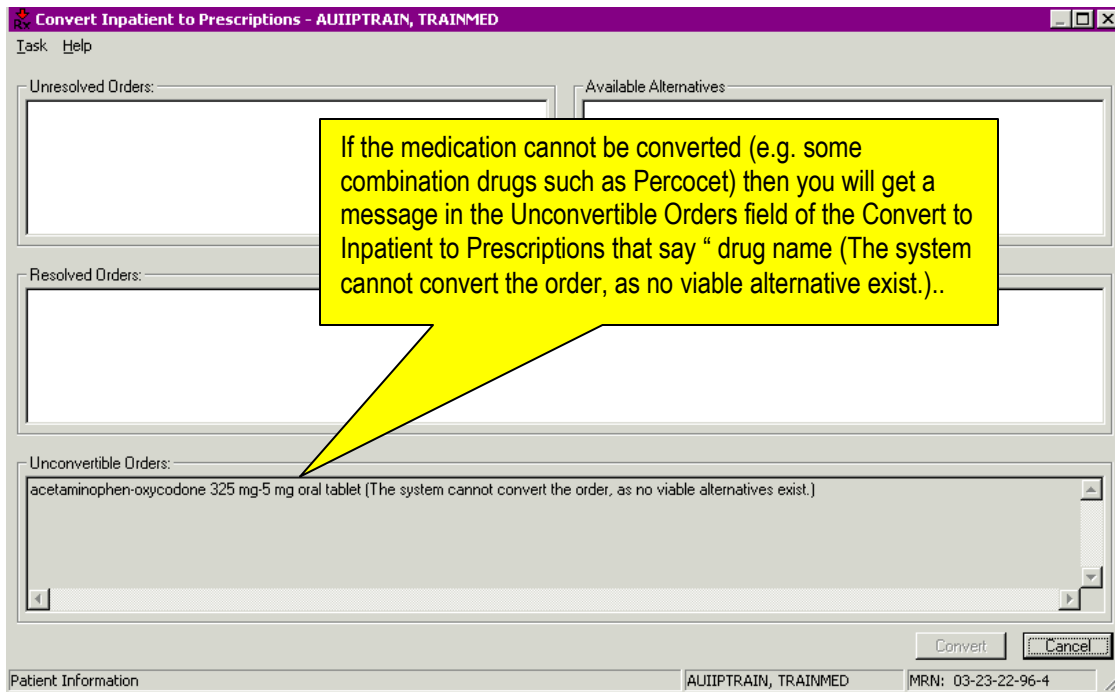 Convert Inpatient to Prescriptions - AUIIPTRAIN, TRAINMED
Task Help
Unresolved Orders:
Available Alternatives
If the medication cannot be converted (e.g. some
combination drugs such as Percocet) then you will get a
message in the Unconvertible Orders field of the Convert to
Inpatient to Prescriptions that say “ drug name (The system
cannot convert the order, as no viable alternative exist.)..
Resolved Orders:
Unconvertible Orders:
acetaminophen-oxycodone 325 mg-5 mg oral tablet (The system cannot convert the order, as no viable alternatives exist.)
Convert
Cancel
Patient Information
AUIIPTRAIN, TRAINMED
MRN: 03-23-22-96-4